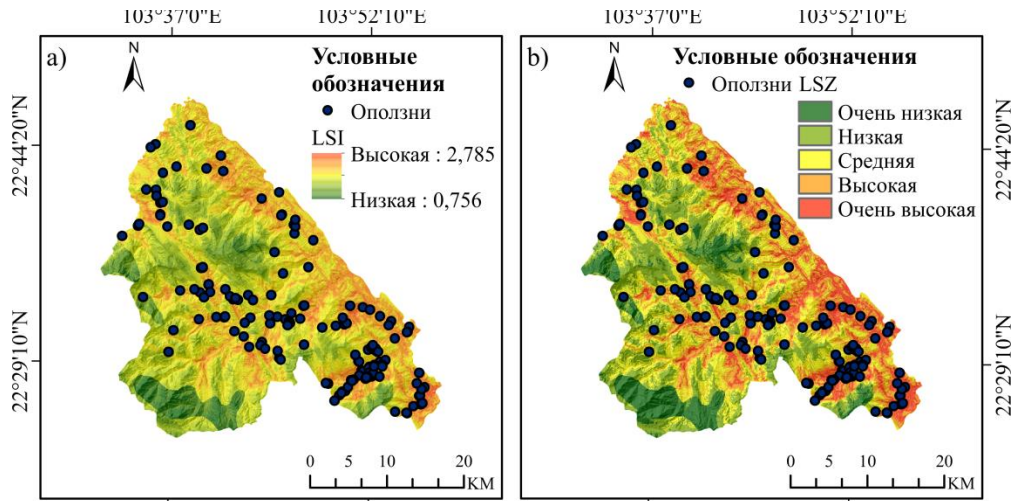 103°37'0"E 103°52'10"E
103°37'0"E 103°52'10"E
22°44'20"N
22°29'10"N
a)
N
Условные
обозначения
Оползни
LSI
Высокая : 2,785
Низкая : 0,756
0 5 10 20
KM
b)
N
Условные обозначения
Оползни LSZ
Очень низкая
Низкая
Средняя
Высокая
Очень высокая
0 5 10 20
KM
22°44'20"N
22°29'10"N